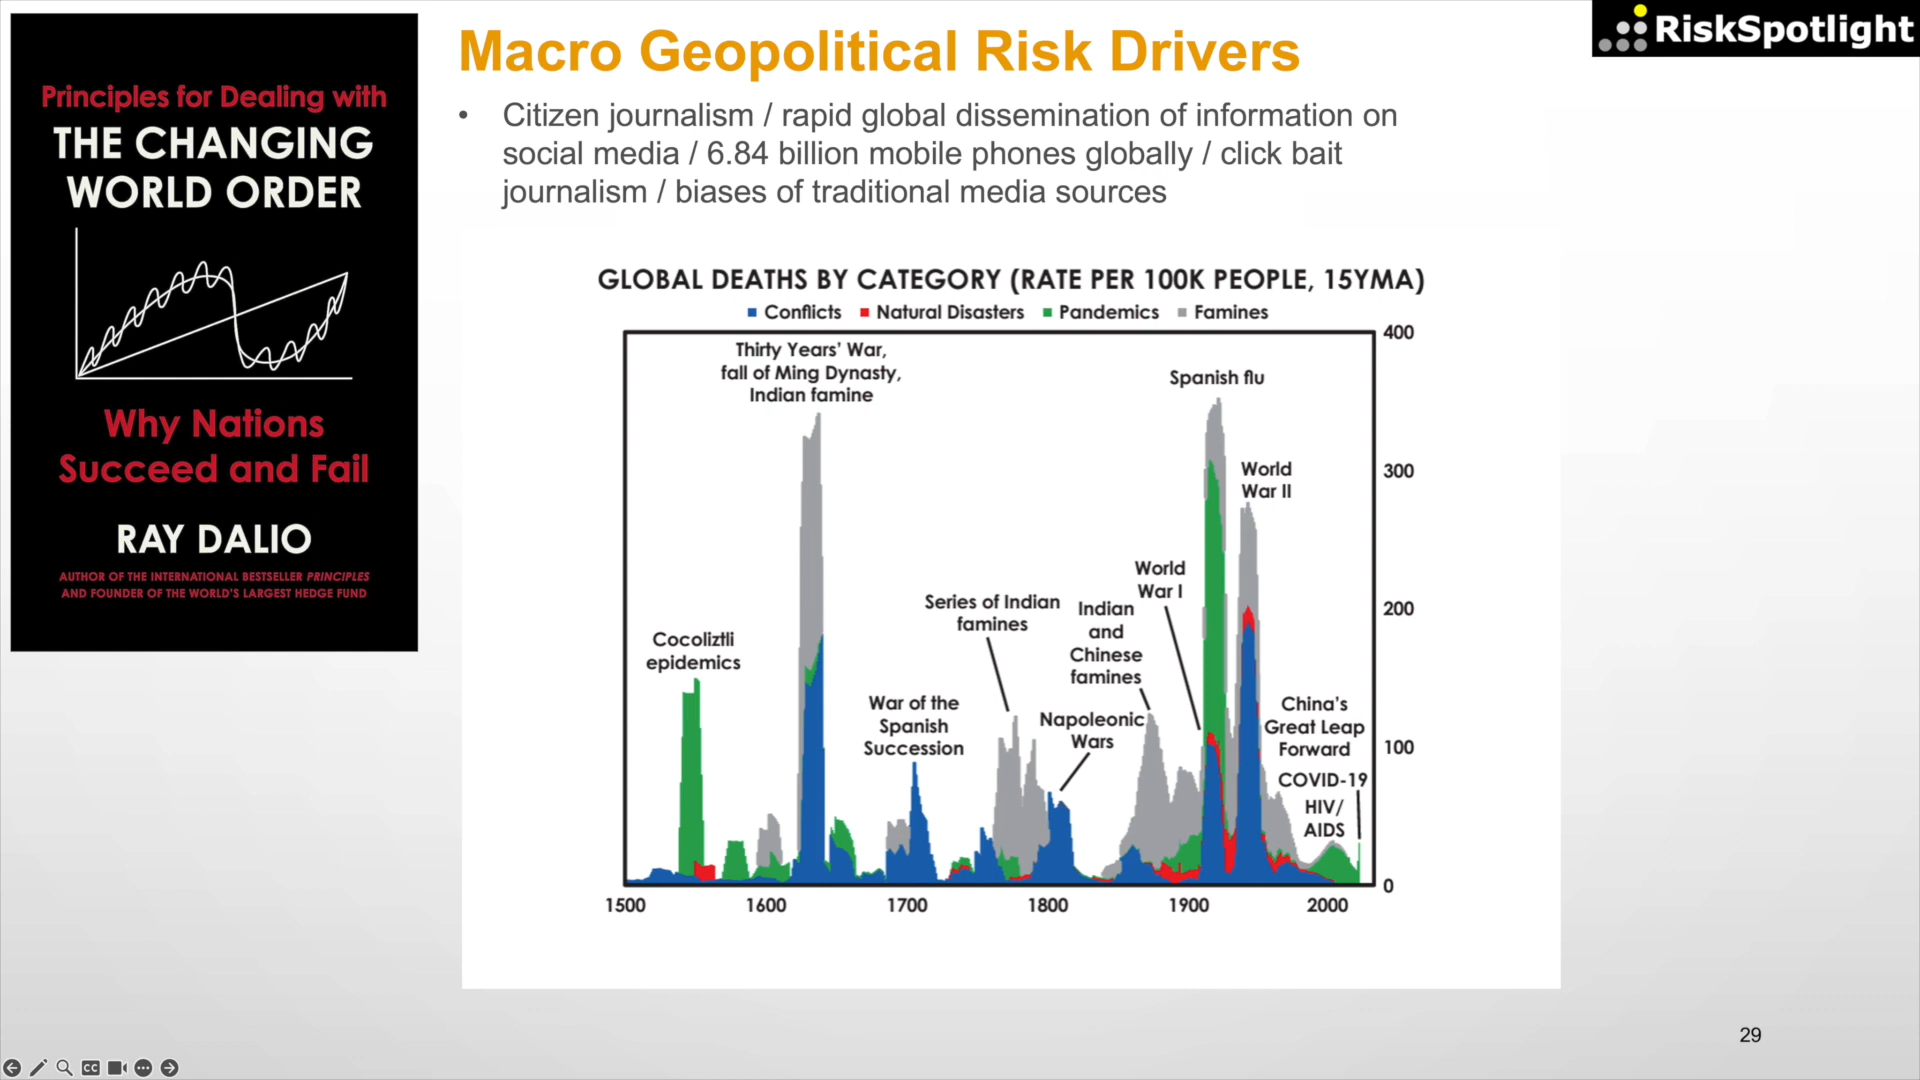 Principles for Dealing with
THE CHANGING
WORLD ORDER
Why Nations
Succeed and Fail
RAY DALIO
AUTHOR OF THE INTERNATIONAL BESTSELLER PRINCIPLES
AND FOUNDER OF THE WORLD'S LARGEST HEDGE FUND
Macro Geopolitical Risk Drivers
RiskSpotlight
• Citizen journalism / rapid global dissemination of information on
social media / 6.84 billion mobile phones globally / click bait
journalism / biases of traditional media sources
GLOBAL DEATHS BY CATEGORY (RATE PER 100K PEOPLE, 15YMA)
Conflicts Natural Disasters Pandemics Famines
Thirty Years' War,
fall of Ming Dynasty,
Indian famine
Spanish flu
World
War II
World
War I
Series of Indian
famines
Indian
and
Chinese
famines
Cocoliztli
epidemics
War of the
Spanish
Succession
Napoleonic
Wars
China's
Great Leap
Forward
COVID-19
HIV/
AIDS
400
300
200
100
0
1500 1600 1700 1800 1900 2000
29
CC